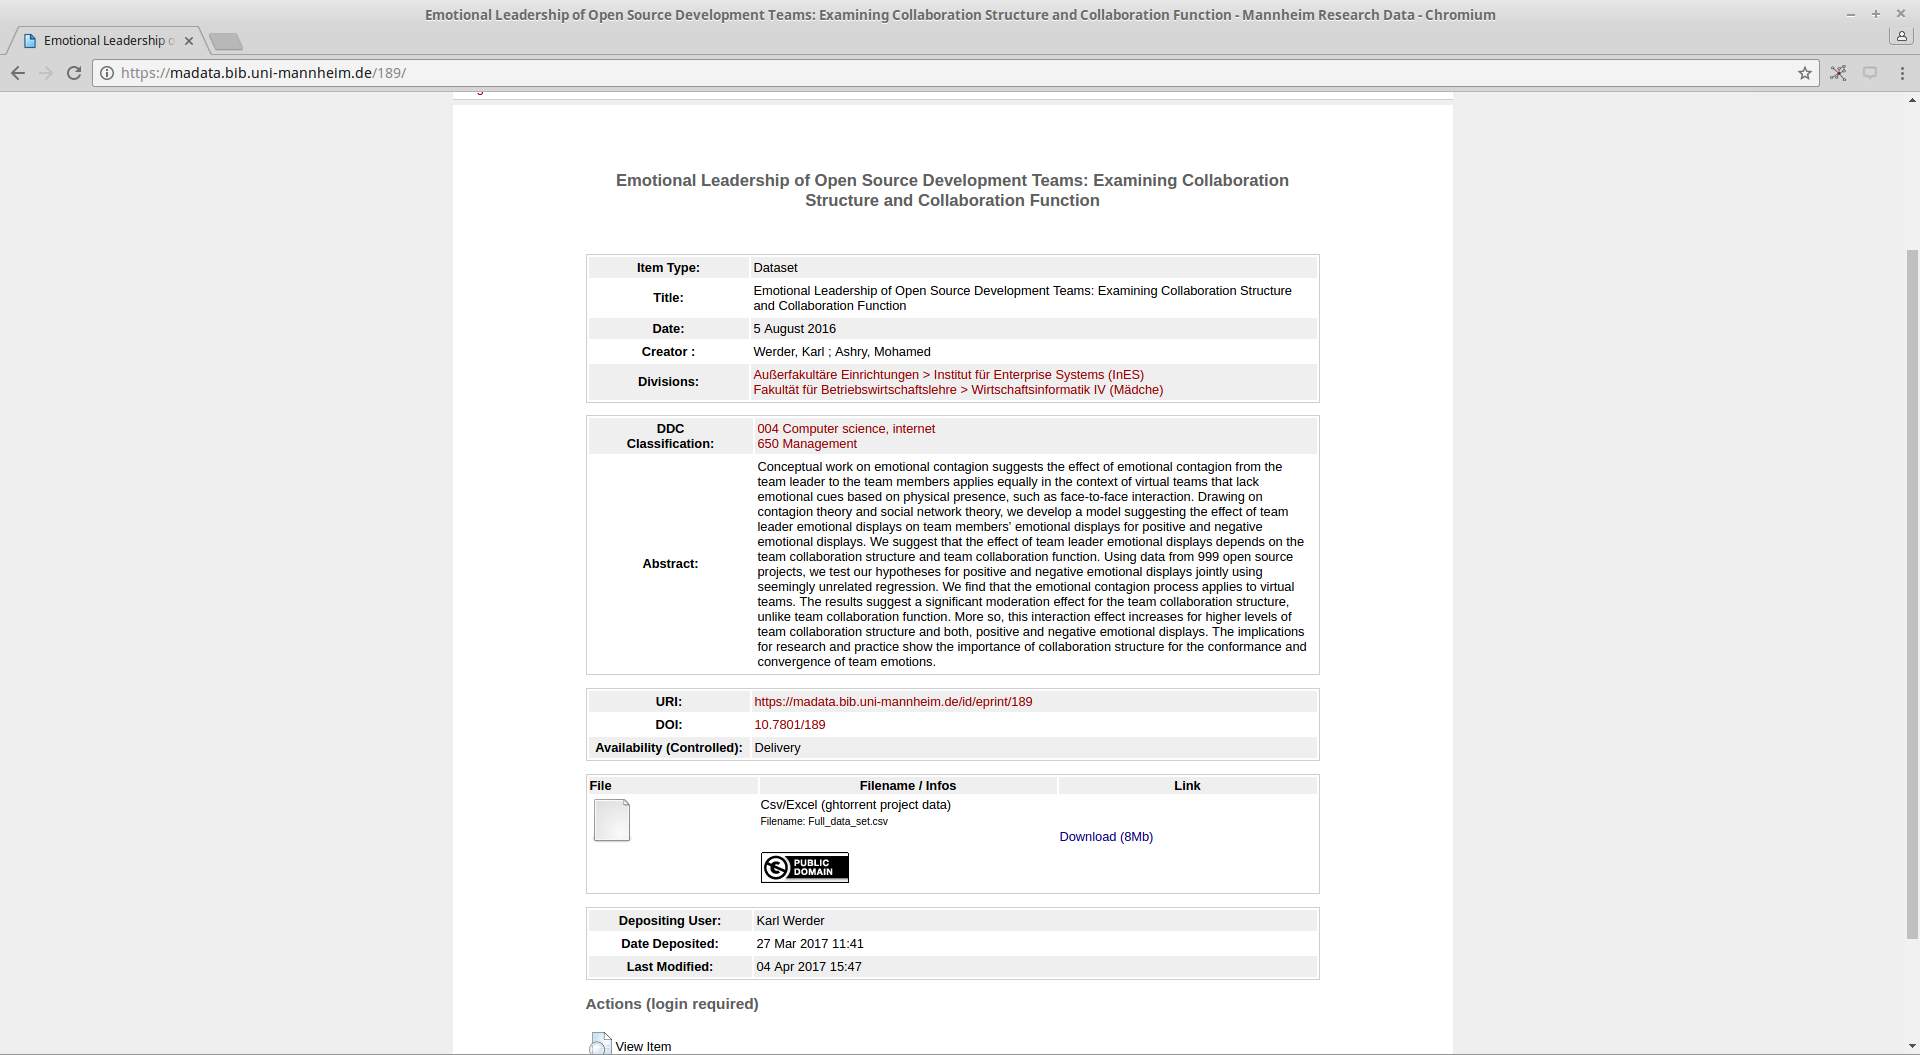 Emotional Leadership of Open Source Development Teams: Examining Collaboration Structure and Collaboration Function - Mannheim Research Data - Chromium
Emotional Leadership o
https://madata.bib.uni-mannheim.de/189/
Emotional Leadership of Open Source Development Teams: Examining Collaboration
Structure and Collaboration Function
Item Type: Dataset
Title: Emotional Leadership of Open Source Development Teams: Examining Collaboration Structure
and Collaboration Function
Date: 5 August 2016
Creator : Werder, Karl ; Ashry, Mohamed
Divisions: Außerfakultäre Einrichtungen > Institut für Enterprise Systems (InES)
Fakultät für Betriebswirtschaftslehre > Wirtschaftsinformatik IV (Mädche)
DDC 004 Computer science, internet
Classification: 650 Management
Abstract:
Conceptual work on emotional contagion suggests the effect of emotional contagion from the
team leader to the team members applies equally in the context of virtual teams that lack
emotional cues based on physical presence, such as face-to-face interaction. Drawing on
contagion theory and social network theory, we develop a model suggesting the effect of team
leader emotional displays on team members' emotional displays for positive and negative
emotional displays. We suggest that the effect of team leader emotional displays depends on the
team collaboration structure and team collaboration function. Using data from 999 open source
projects, we test our hypotheses for positive and negative emotional displays jointly using
seemingly unrelated regression. We find that the emotional contagion process applies to virtual
teams. The results suggest a significant moderation effect for the team collaboration structure,
unlike team collaboration function. More so, this interaction effect increases for higher levels of
team collaboration structure and both, positive and negative emotional displays. The implications
for research and practice show the importance of collaboration structure for the conformance and
convergence of team emotions.
URI: https://madata.bib.uni-mannheim.de/id/eprint/189
DOI: 10.7801/189
Availability (Controlled): Delivery
File Filename / Infos Link
Csv/Excel (ghtorrent project data)
Filename: Full_data_set.csv
Download (8Mb)
PUBLIC
DOMAIN
Depositing User: Karl Werder
Date Deposited: 27 Mar 2017 11:41
Last Modified: 04 Apr 2017 15:47
Actions (login required)
View Item